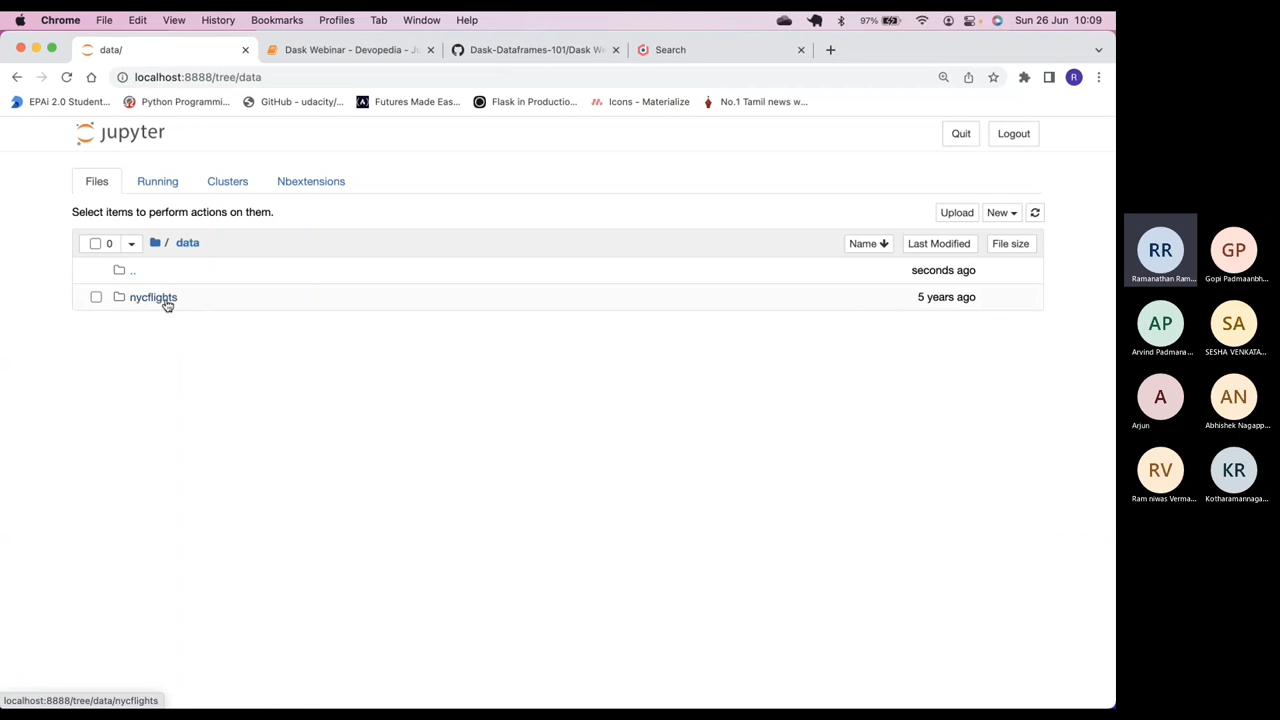 Chrome File Edit View History Bookmarks Profiles Tab Window Help 97% Sun 26 Jun 10:09
data/ Dask Webinar - Devopedia - Ju Dask-Dataframes-101/Dask We Search
localhost:8888/tree/data
EPAi 2.0 Student... Python Programmi... GitHub - udacity/... Futures Made Eas... Flask in Productio... Icons - Materialize No.1 Tamil news w...
jupyter Quit Logout
Files Running Clusters Nbextensions
Select items to perform actions on them. Upload New
0 / data Name Last Modified File size
.. seconds ago
nycflights 5 years ago
localhost:8888/tree/data/nycflights
RR GP
Ramanathan Ram... Gopi Padmaanbh...
AP SA
Arvind Padmana... SESHA VENKATA...
A AN
Arjun Abhishek Nagapp...
RV KR
Ram niwas Verma... Kotharamannaga...